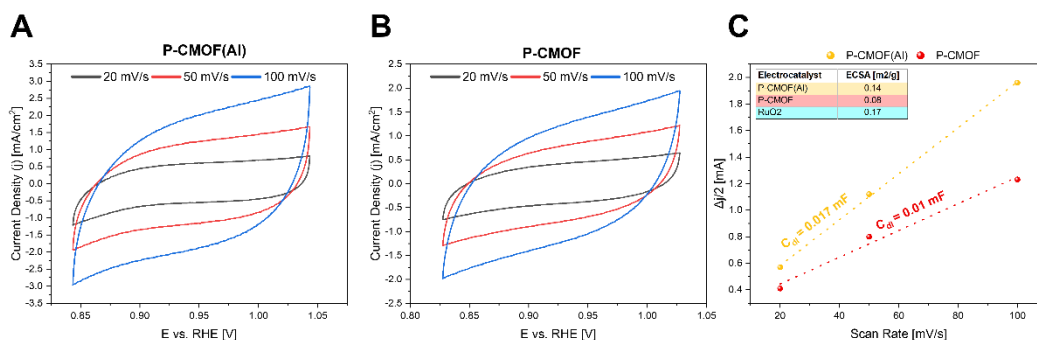 A
P-CMOF(Al)
20 mV/s 50 mV/s 100 mV/s
3.5
3.0
2.5
2.0
1.5
1.0
0.5
0.0
-0.5
-1.0
-1.5
-2.0
-2.5
-3.0
-3.5
Current Density (j) [mA/cm²]
0.85 0.90 0.95 1.00 1.05
E vs. RHE [V]
B
P-CMOF
20 mV/s 50 mV/s 100 mV/s
2.5
2.0
1.5
1.0
0.5
0.0
-0.5
-1.0
-1.5
-2.0
-2.5
Current Density (j) [mA/cm²]
0.80 0.85 0.90 0.95 1.00 1.05
E vs. RHE [V]
C
P-CMOF(Al) P-CMOF
Electrocatalyst ECSA [m2/g]
P-CMOF(Al) 0.14
P-CMOF 0.08
RuO2 0.17
2.0
1.8
1.6
1.4
1.2
1.0
0.8
0.6
0.4
Δj/2 [mA]
C_dl = 0.017 mF
C_dl = 0.01 mF
20 40 60 80 100
Scan Rate [mV/s]